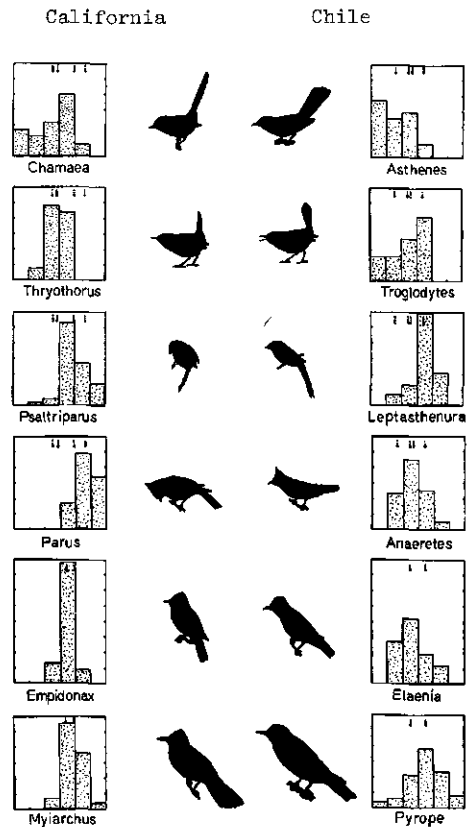 California Chile
Chamaea Asthenes
Thryothorus Troglodytes
Psaltriparus Leptasthenura
Parus Anaeretes
Empidonax Elaenia
Myiarchus Pyrope